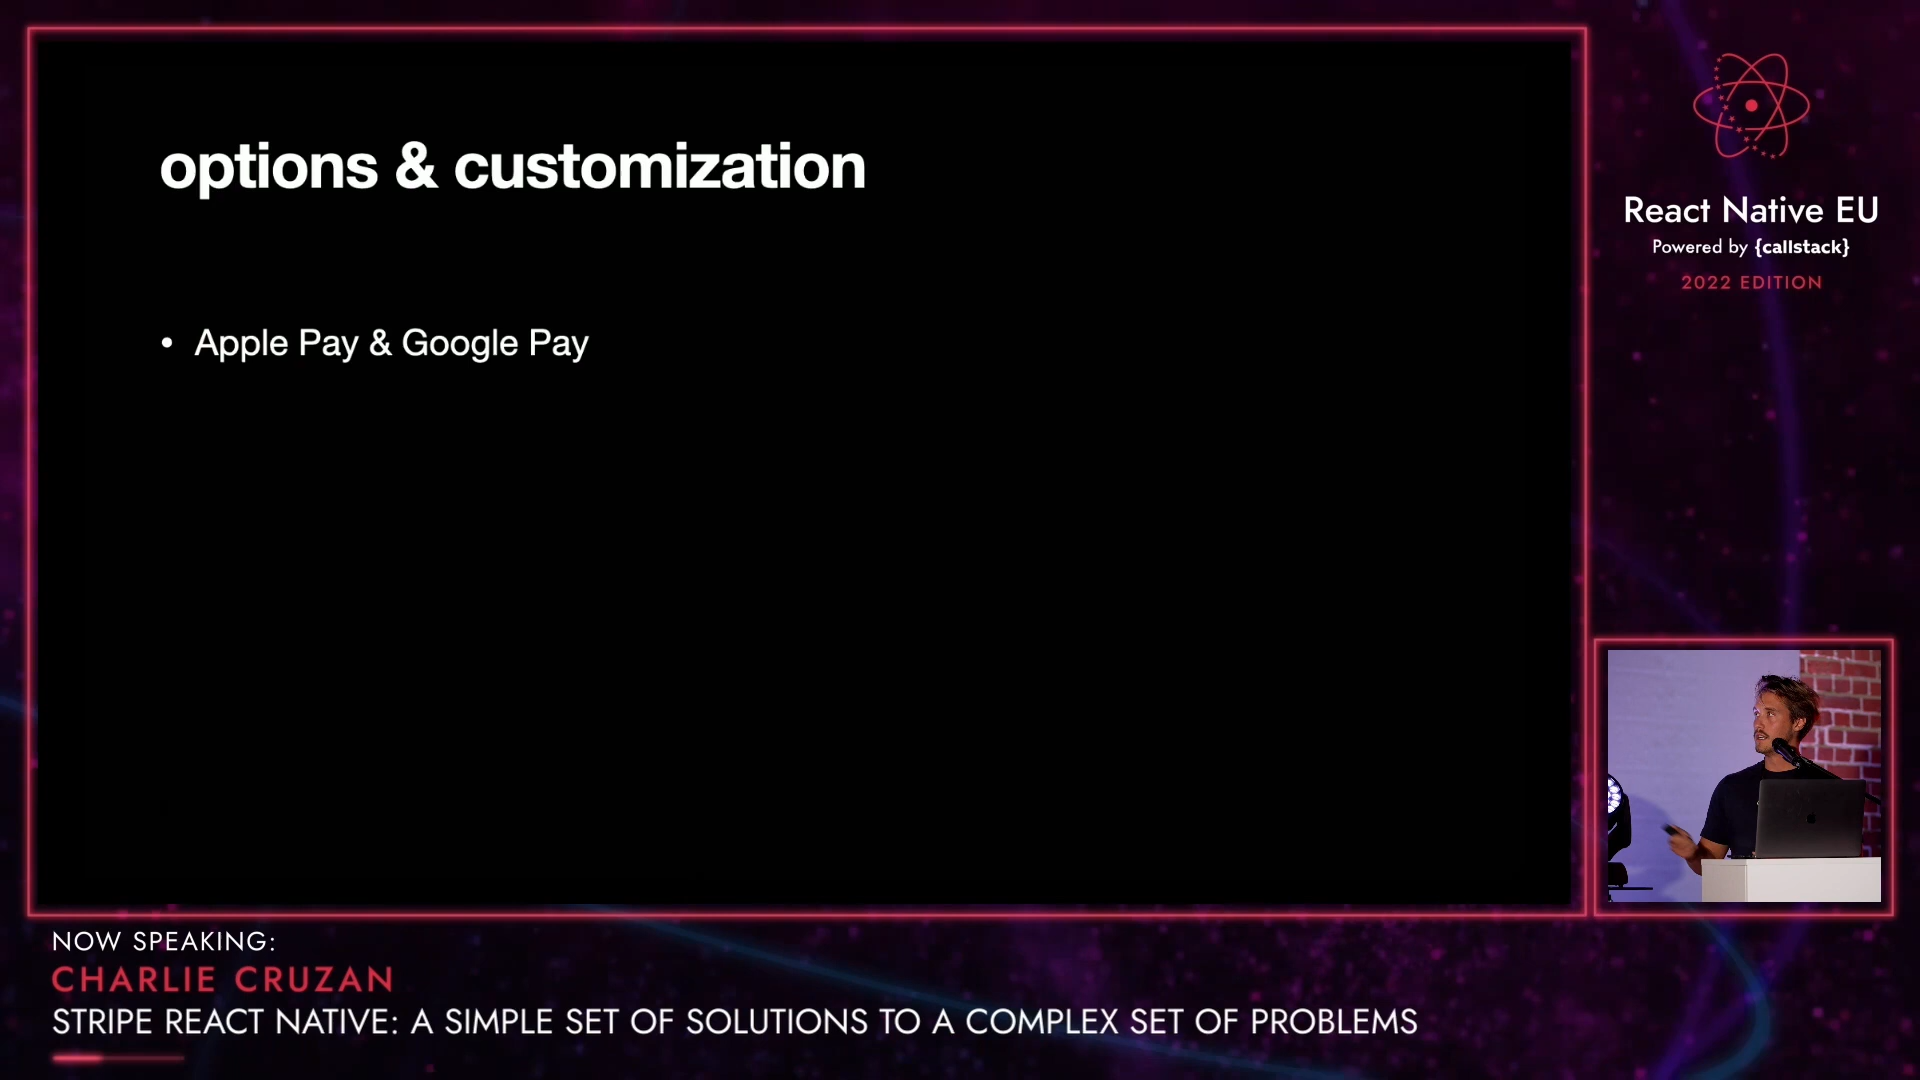 options & customization
• Apple Pay & Google Pay
React Native EU
Powered by {callstack}
2022 EDITION
NOW SPEAKING:
CHARLIE CRUZAN
STRIPE REACT NATIVE: A SIMPLE SET OF SOLUTIONS TO A COMPLEX SET OF PROBLEMS